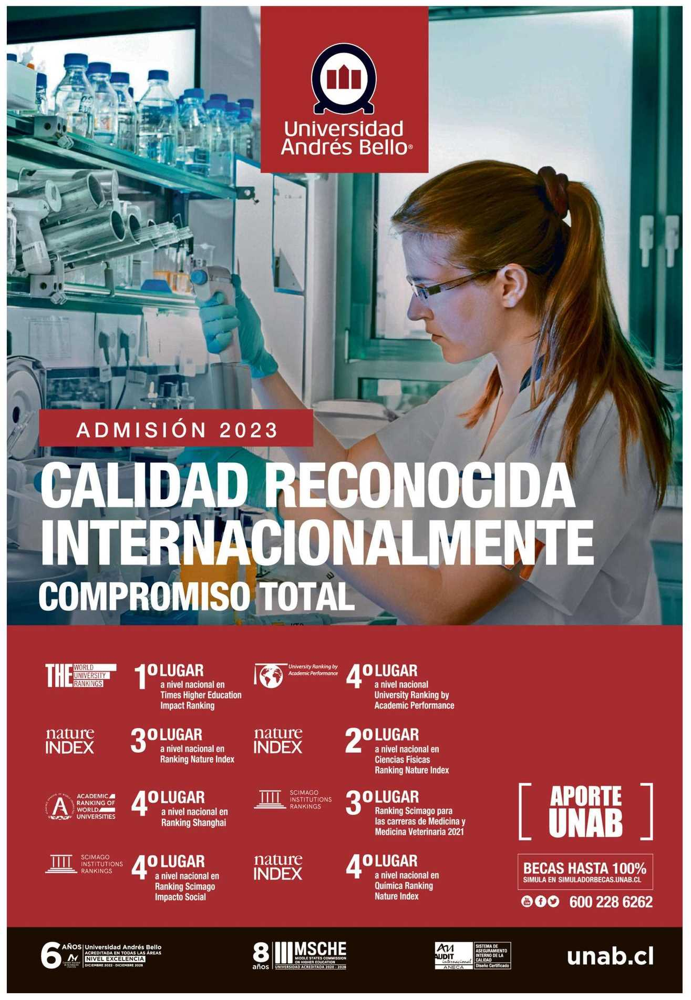 Universidad
Andrés Bello®
ADMISIÓN 2023
CALIDAD RECONOCIDA
INTERNACIONALMENTE
COMPROMISO TOTAL
THE WORLD
UNIVERSITY
RANKINGS
1º LUGAR
a nivel nacional en
Times Higher Education
Impact Ranking
University Ranking by
Academic Performance
4º LUGAR
a nivel nacional
University Ranking by
Academic Performance
nature
INDEX
3º LUGAR
a nivel nacional en
Ranking Nature Index
nature
INDEX
2º LUGAR
a nivel nacional en
Ciencias Físicas
Ranking Nature Index
A
ACADEMIC
RANKING OF
WORLD
UNIVERSITIES
4º LUGAR
a nivel nacional en
Ranking Shanghai
SCIMAGO
INSTITUTIONS
RANKINGS
3º LUGAR
Ranking Scimago para
las carreras de Medicina y
Medicina Veterinaria 2021
SCIMAGO
INSTITUTIONS
RANKINGS
4º LUGAR
a nivel nacional en
Ranking Scimago
Impacto Social
nature
INDEX
4º LUGAR
a nivel nacional en
Química Ranking
Nature Index
APORTE
UNAB
BECAS HASTA 100%
SIMULA EN SIMULADORBECAS.UNAB.CL
600 228 6262
6 AÑOS
Universidad Andrés Bello
ACREDITADA EN TODAS LAS ÁREAS
NIVEL EXCELENCIA
DICIEMBRE 2022 - DICIEMBRE 2028
8 años
MSCHE
MIDDLE STATES COMMISSION
ON HIGHER EDUCATION
UNIVERSIDAD ACREDITADA 2020 - 2028
AUDIT
internacional
ANECA
SISTEMA DE
ASEGURAMIENTO
INTERNO DE LA
CALIDAD
Diseño Certificado
unab.cl